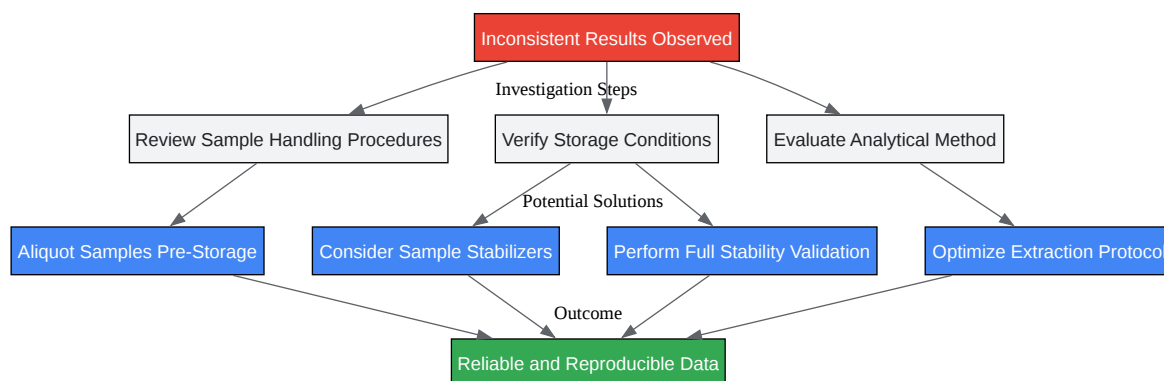 Inconsistent Results Observed
Investigation Steps
Review Sample Handling Procedures
Verify Storage Conditions
Evaluate Analytical Method
Potential Solutions
Aliquot Samples Pre-Storage
Consider Sample Stabilizers
Perform Full Stability Validation
Optimize Extraction Protocol
Outcome
Reliable and Reproducible Data